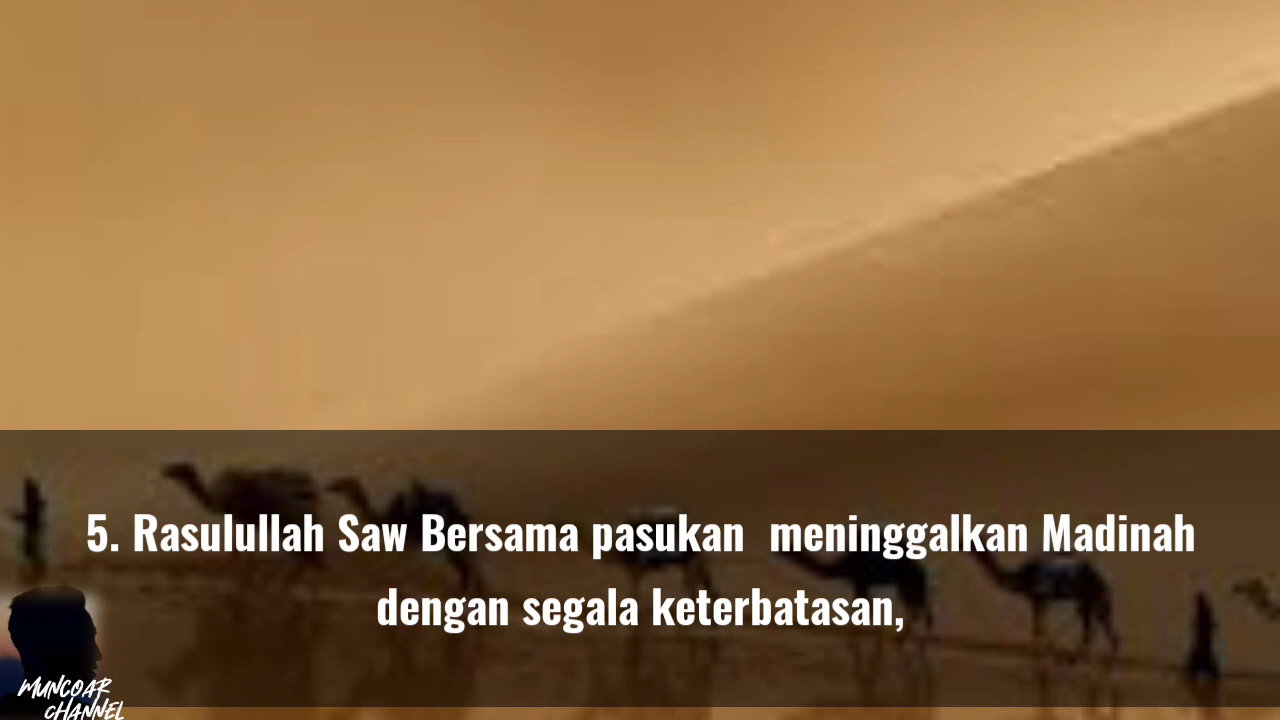 5. Rasulullah Saw Bersama pasukan  meninggalkan Madinah
dengan segala keterbatasan,
MUNCOAR
CHANNEL